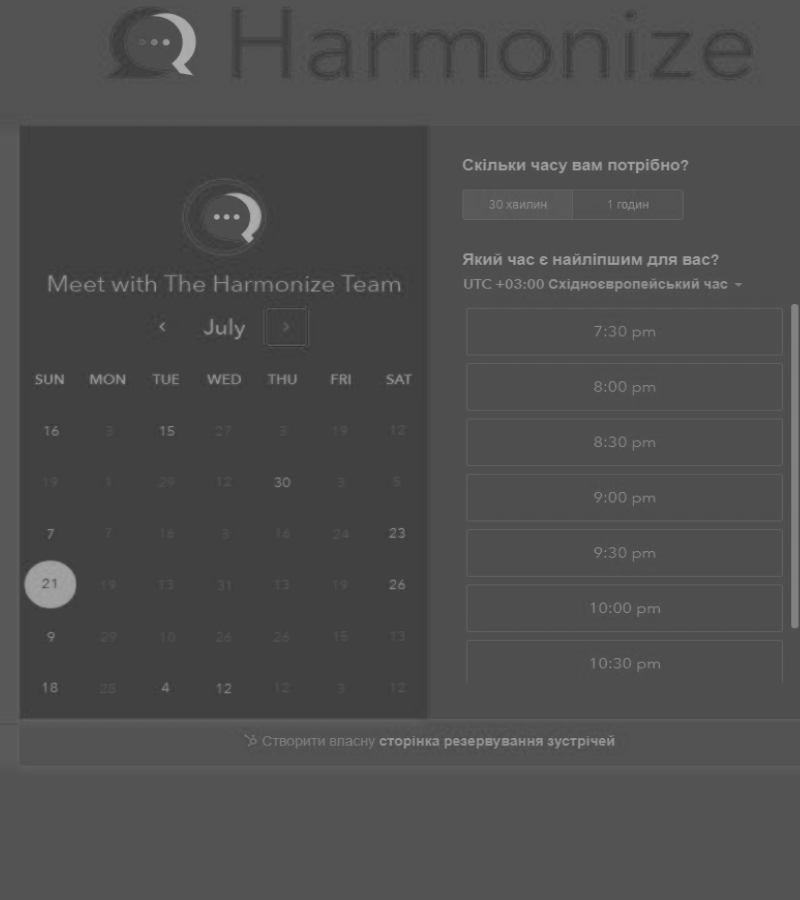 Harmonize
Meet with The Harmonize Team
July
SUN MON TUE WED THU FRI SAT
16 3 15 27 3 19 12
19 1 29 12 30 3 5
7 7 16 3 16 24 23
21 19 13 31 13 19 26
9 29 10 26 26 15 13
18 28 4 12 12 3 12
Скільки часу вам потрібно?
30 хвилин 1 годин
Який час є найліпшим для вас?
UTC +03:00 Східноєвропейський час
7:30 pm
8:00 pm
8:30 pm
9:00 pm
9:30 pm
10:00 pm
10:30 pm
Створити власну сторінка резервування зустрічей